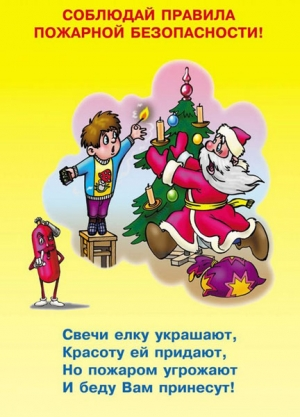 СОБЛЮДАЙ ПРАВИЛА
ПОЖАРНОЙ БЕЗОПАСНОСТИ!
Свечи елку украшают,
Красоту ей придают,
Но пожаром угрожают
И беду Вам принесут!